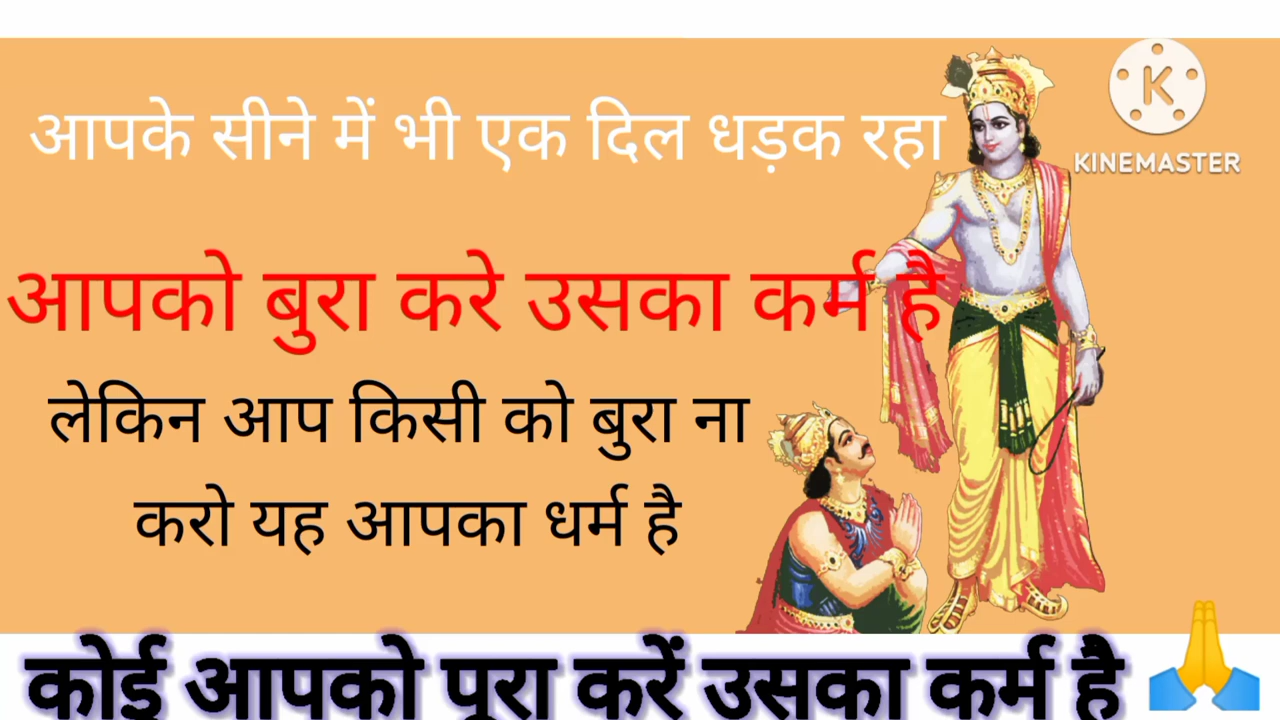 आपके सीने में भी एक दिल धड़क रहा
K
KINEMASTER
आपको बुरा करे उसका कर्म है
लेकिन आप किसी को बुरा ना
करो यह आपका धर्म है
कोई आपको पूरा करें उसका कर्म है